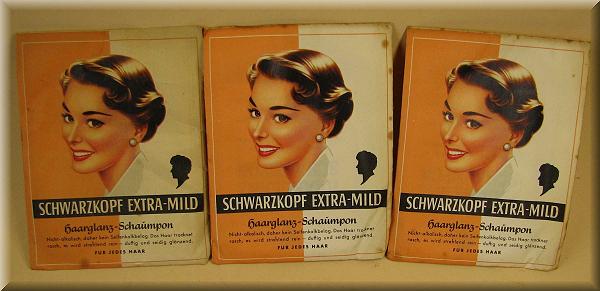 SCHWARZKOPF EXTRA-MILD
Haarglanz-Schaümpon
Nicht-alkalisch, daher kein Seifenkalkbelag. Das Haar trocknet
rasch, es wird strahlend rein – duftig und seidig glänzend.
FÜR JEDES HAAR
SCHWARZKOPF EXTRA-MILD
Haarglanz-Schaümpon
Nicht-alkalisch, daher kein Seifenkalkbelag. Das Haar trocknet
rasch, es wird strahlend rein – duftig und seidig glänzend.
FÜR JEDES HAAR
SCHWARZKOPF EXTRA-MILD
Haarglanz-Schaümpon
Nicht-alkalisch, daher kein Seifenkalkbelag. Das Haar trocknet
rasch, es wird strahlend rein – duftig und seidig glänzend.
FÜR JEDES HAAR